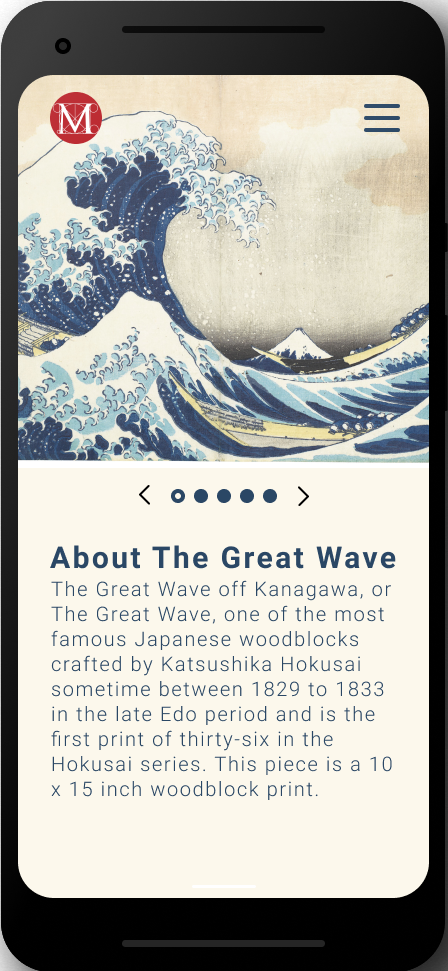 M
About The Great Wave
The Great Wave off Kanagawa, or
The Great Wave, one of the most
famous Japanese woodblocks
crafted by Katsushika Hokusai
sometime between 1829 to 1833
in the late Edo period and is the
first print of thirty-six in the
Hokusai series. This piece is a 10
x 15 inch woodblock print.